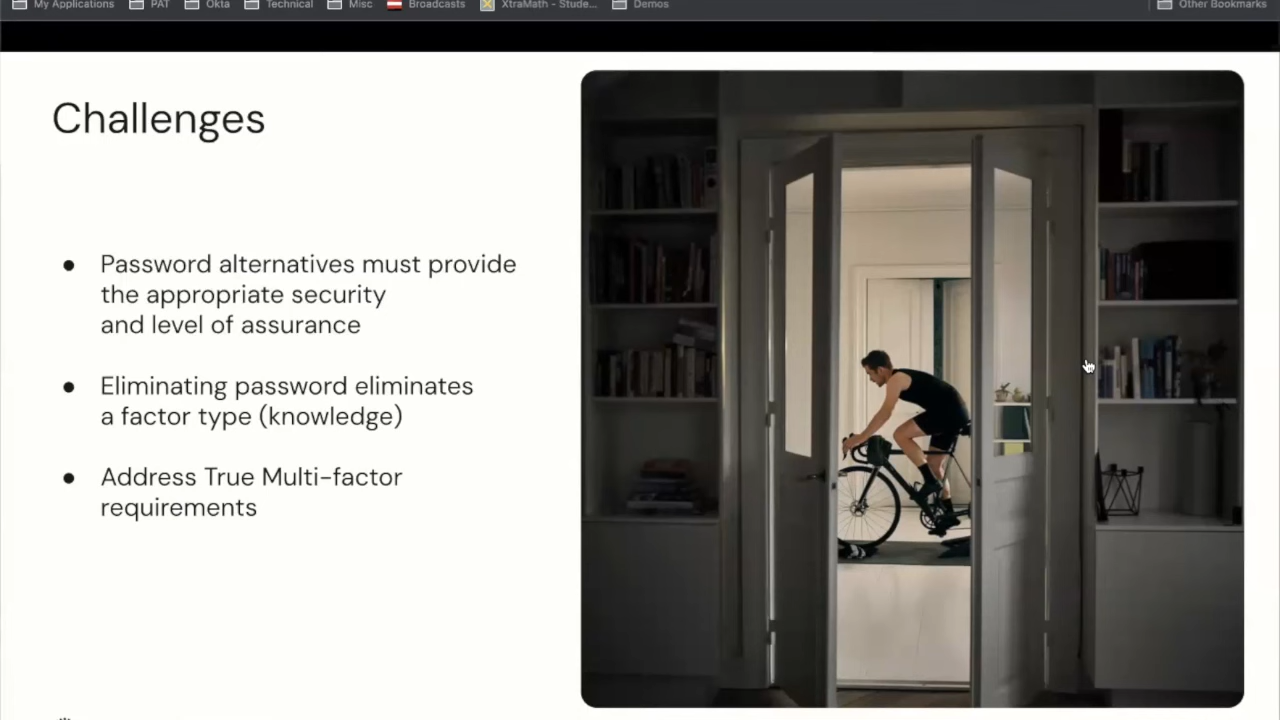 My Applications PAT Okta Technical Misc Broadcasts XtraMath - Stude... Demos Other Bookmarks
Challenges
● Password alternatives must provide
the appropriate security
and level of assurance
● Eliminating password eliminates
a factor type (knowledge)
● Address True Multi-factor
requirements